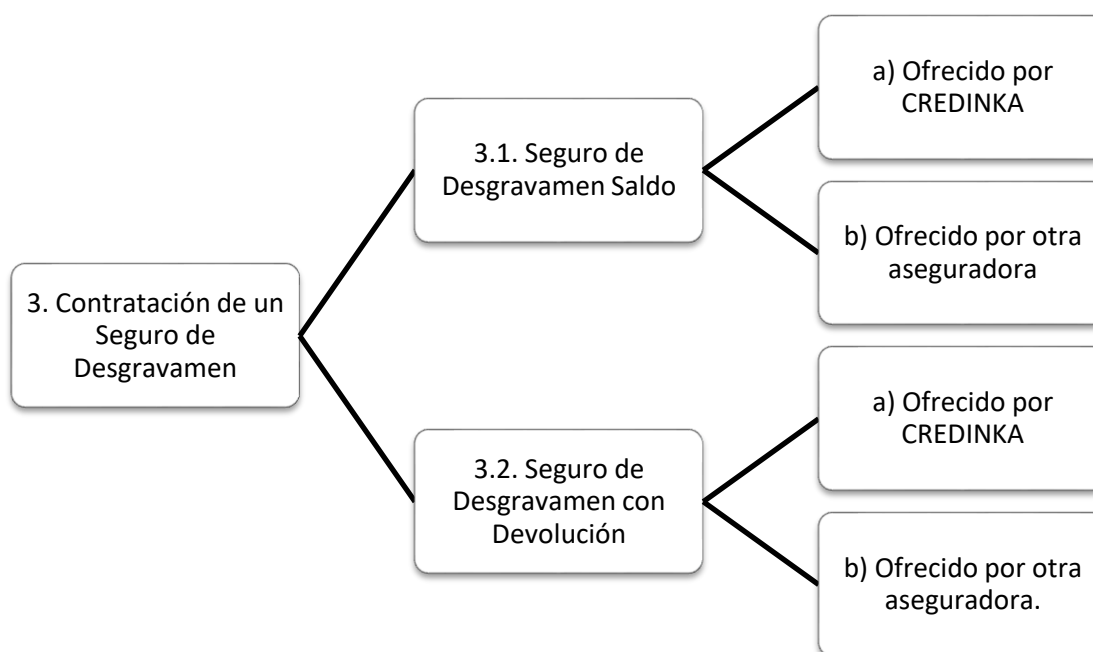 3. Contratación de un
Seguro de
Desgravamen
3.1. Seguro de
Desgravamen Saldo
a) Ofrecido por
CREDINKA
b) Ofrecido por otra
aseguradora
3.2. Seguro de
Desgravamen con
Devolución
a) Ofrecido por
CREDINKA
b) Ofrecido por otra
aseguradora.